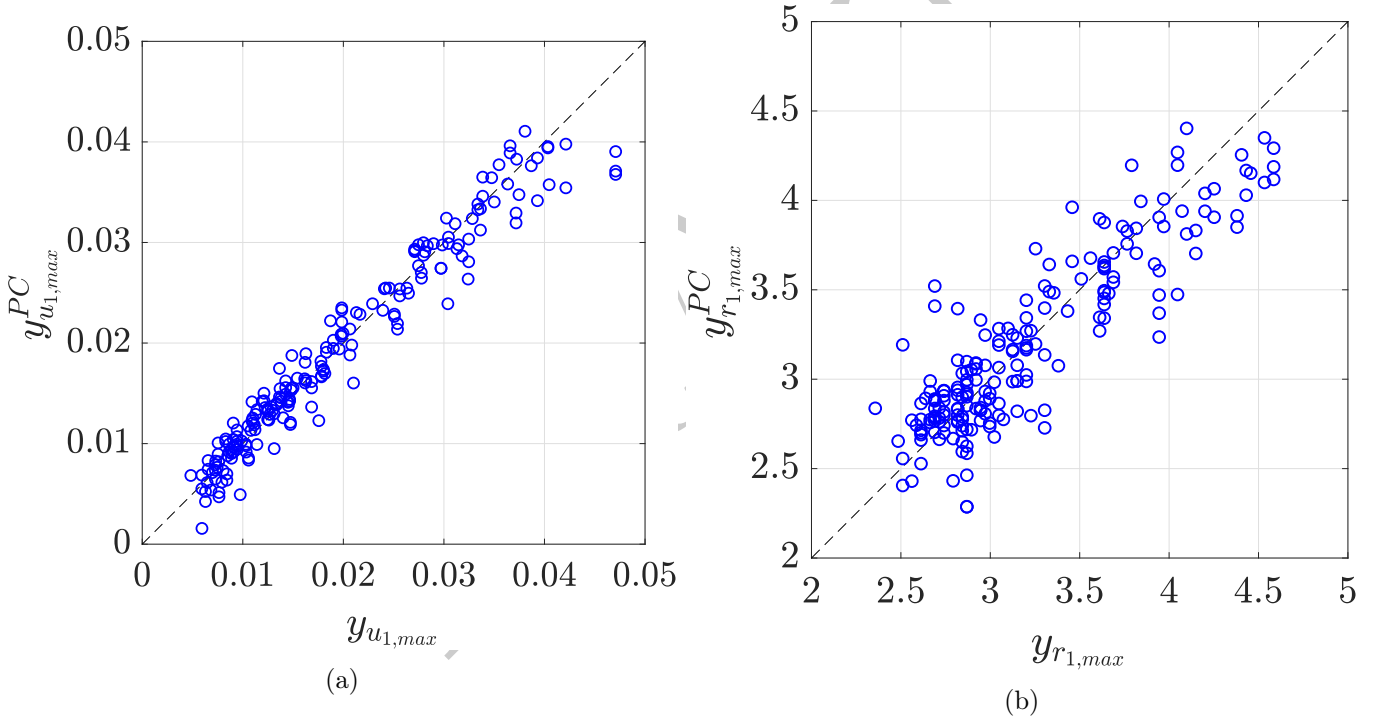 0.05
0.04
0.03
0.02
0.01
0
0 0.01 0.02 0.03 0.04 0.05
y^{PC}_{u_{1,max}}
y_{u_{1,max}}
(a)
5
4.5
4
3.5
3
2.5
2
2 2.5 3 3.5 4 4.5 5
y^{PC}_{r_{1,max}}
y_{r_{1,max}}
(b)